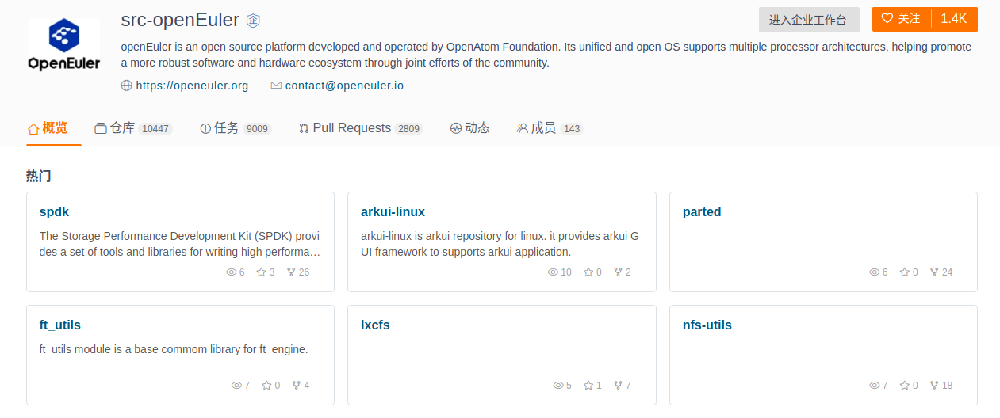 src-openEuler 企
进入企业工作台
关注 1.4K
OpenEuler
openEuler is an open source platform developed and operated by OpenAtom Foundation. Its unified and open OS supports multiple processor architectures, helping promote
a more robust software and hardware ecosystem through joint efforts of the community.
https://openeuler.org contact@openeuler.io
概览 仓库 10447 任务 9009 Pull Requests 2809 动态 成员 143
热门
spdk
The Storage Performance Development Kit (SPDK) provi
des a set of tools and libraries for writing high performa…
6 3 26
arkui-linux
arkui-linux is arkui repository for linux. it provides arkui G
UI framework to supports arkui application.
10 0 2
parted
6 0 24
ft_utils
ft_utils module is a base commom library for ft_engine.
7 0 4
lxcfs
5 1 7
nfs-utils
7 0 18